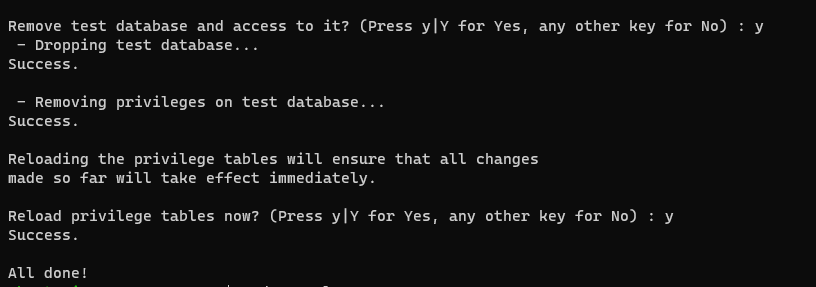 Remove test database and access to it? (Press y|Y for Yes, any other key for No) : y
 - Dropping test database...
Success.
 - Removing privileges on test database...
Success.
Reloading the privilege tables will ensure that all changes
made so far will take effect immediately.
Reload privilege tables now? (Press y|Y for Yes, any other key for No) : y
Success.
All done!